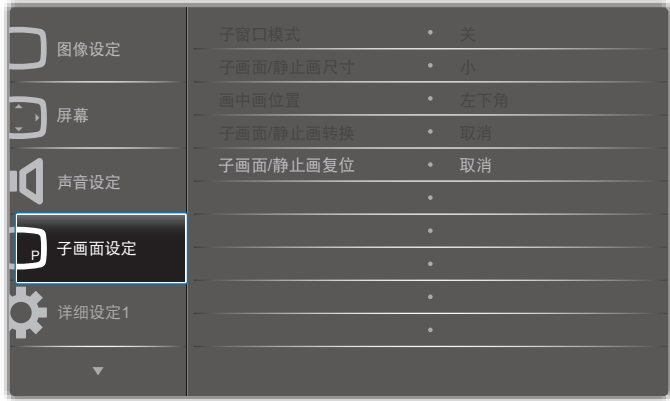 图像设定
屏幕
声音设定
P
子画面设定
详细设定1
子窗口模式 • 关
子画面/静止画尺寸 • 小
画中画位置 • 左下角
子画面/静止画转换 • 取消
子画面/静止画复位 • 取消